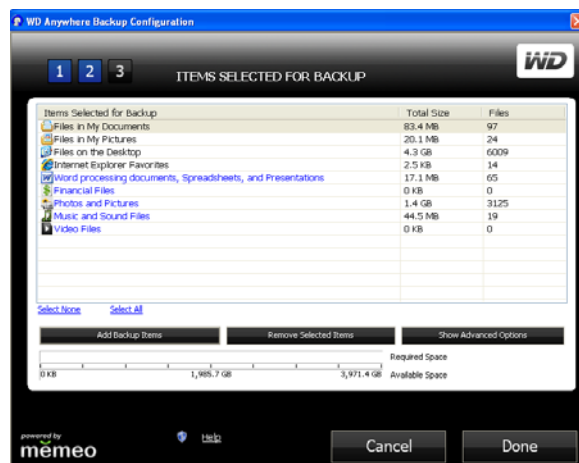 WD Anywhere Backup Configuration
WD
1 2 3 ITEMS SELECTED FOR BACKUP
Items Selected for Backup Total Size Files
Files in My Documents 83.4 MB 97
Files in My Pictures 20.1 MB 24
Files on the Desktop 4.3 GB 6009
Internet Explorer Favorites 2.5 KB 14
Word processing documents, Spreadsheets, and Presentations 17.1 MB 65
Financial Files 0 KB 0
Photos and Pictures 1.4 GB 3125
Music and Sound Files 44.5 MB 19
Video Files 0 KB 0
Select None Select All
Add Backup Items Remove Selected Items Show Advanced Options
Required Space
0 KB 1,985.7 GB 3,971.4 GB Available Space
powered by
memeo Help Cancel Done